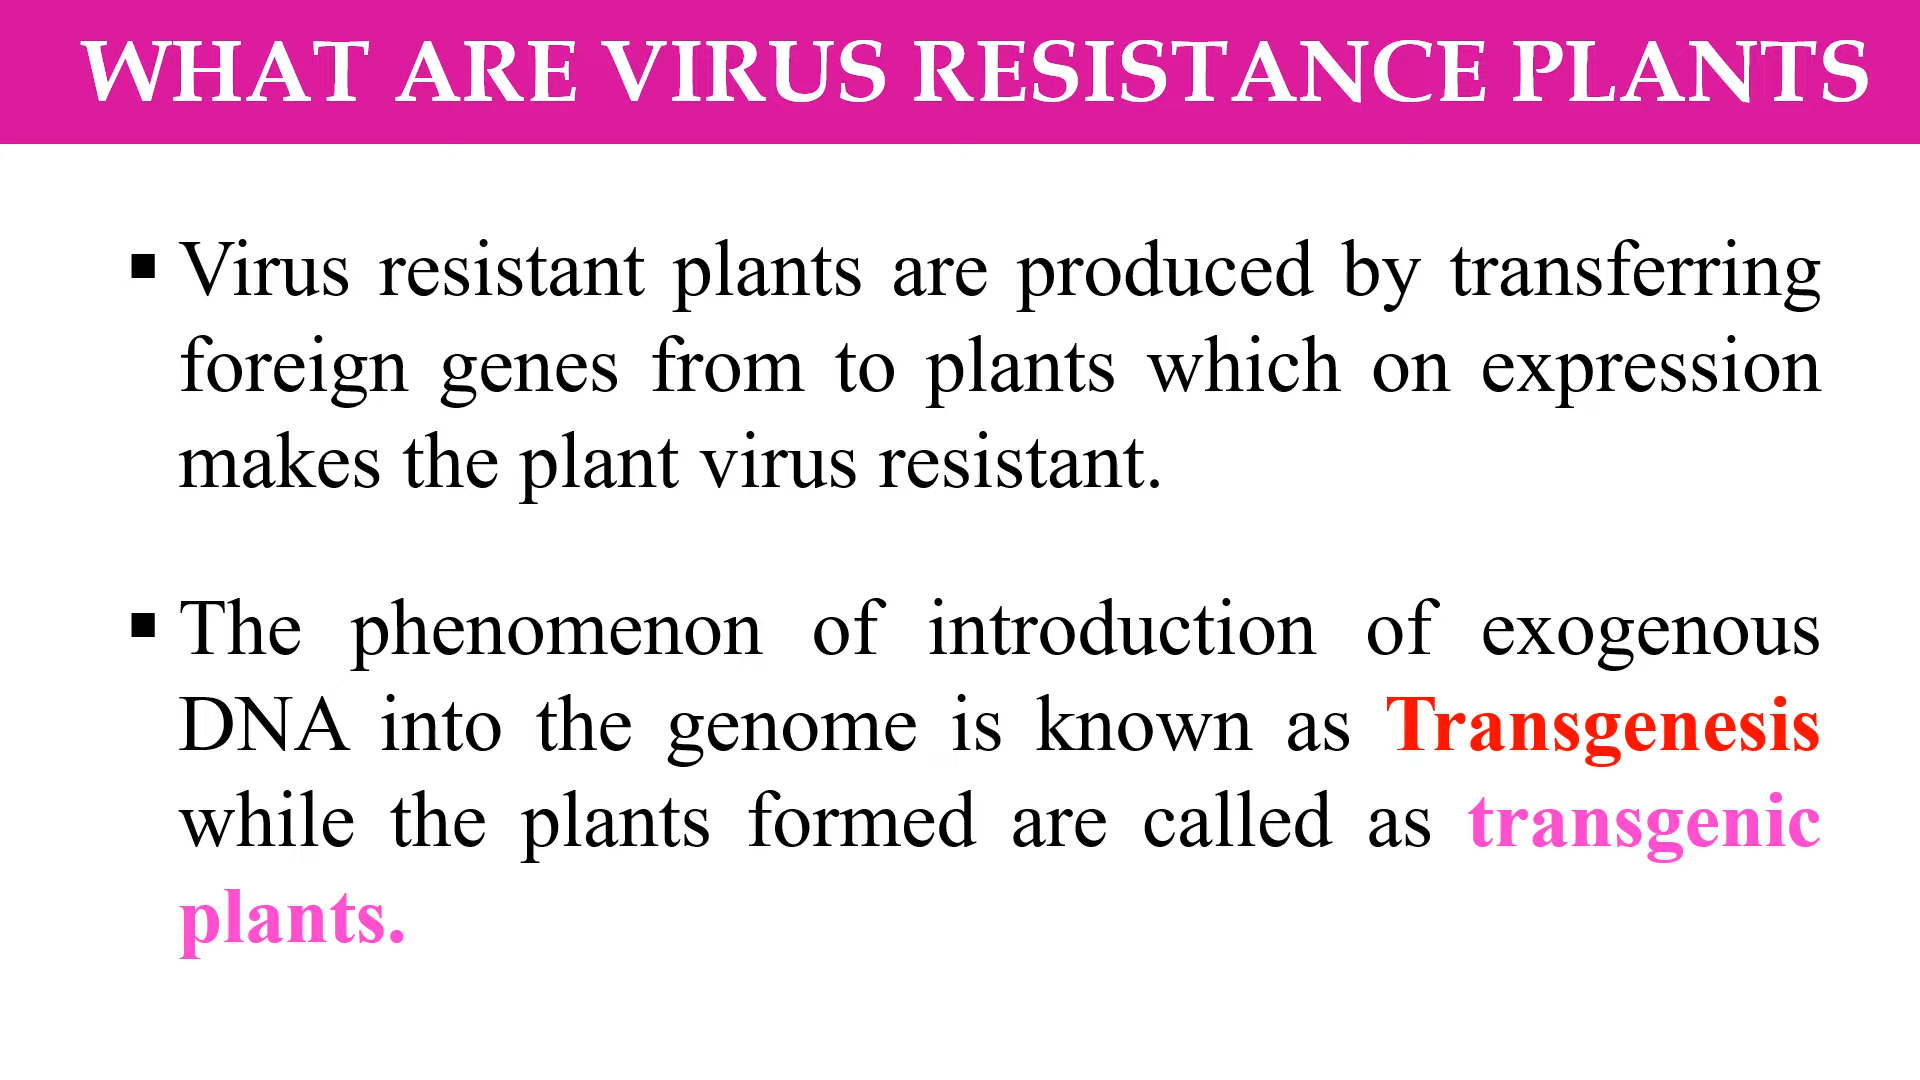 WHAT ARE VIRUS RESISTANCE PLANTS
▪ Virus resistant plants are produced by transferring
foreign genes from to plants which on expression
makes the plant virus resistant.
▪ The phenomenon of introduction of exogenous
DNA into the genome is known as Transgenesis
while the plants formed are called as transgenic
plants.